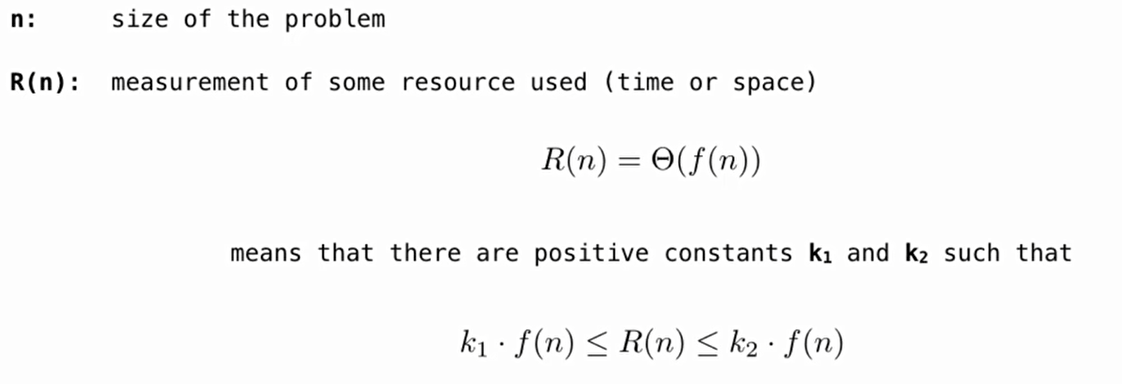 n: size of the problem
R(n): measurement of some resource used (time or space)
R(n) = Θ(f(n))
means that there are positive constants k₁ and k₂ such that
k₁ · f(n) ≤ R(n) ≤ k₂ · f(n)